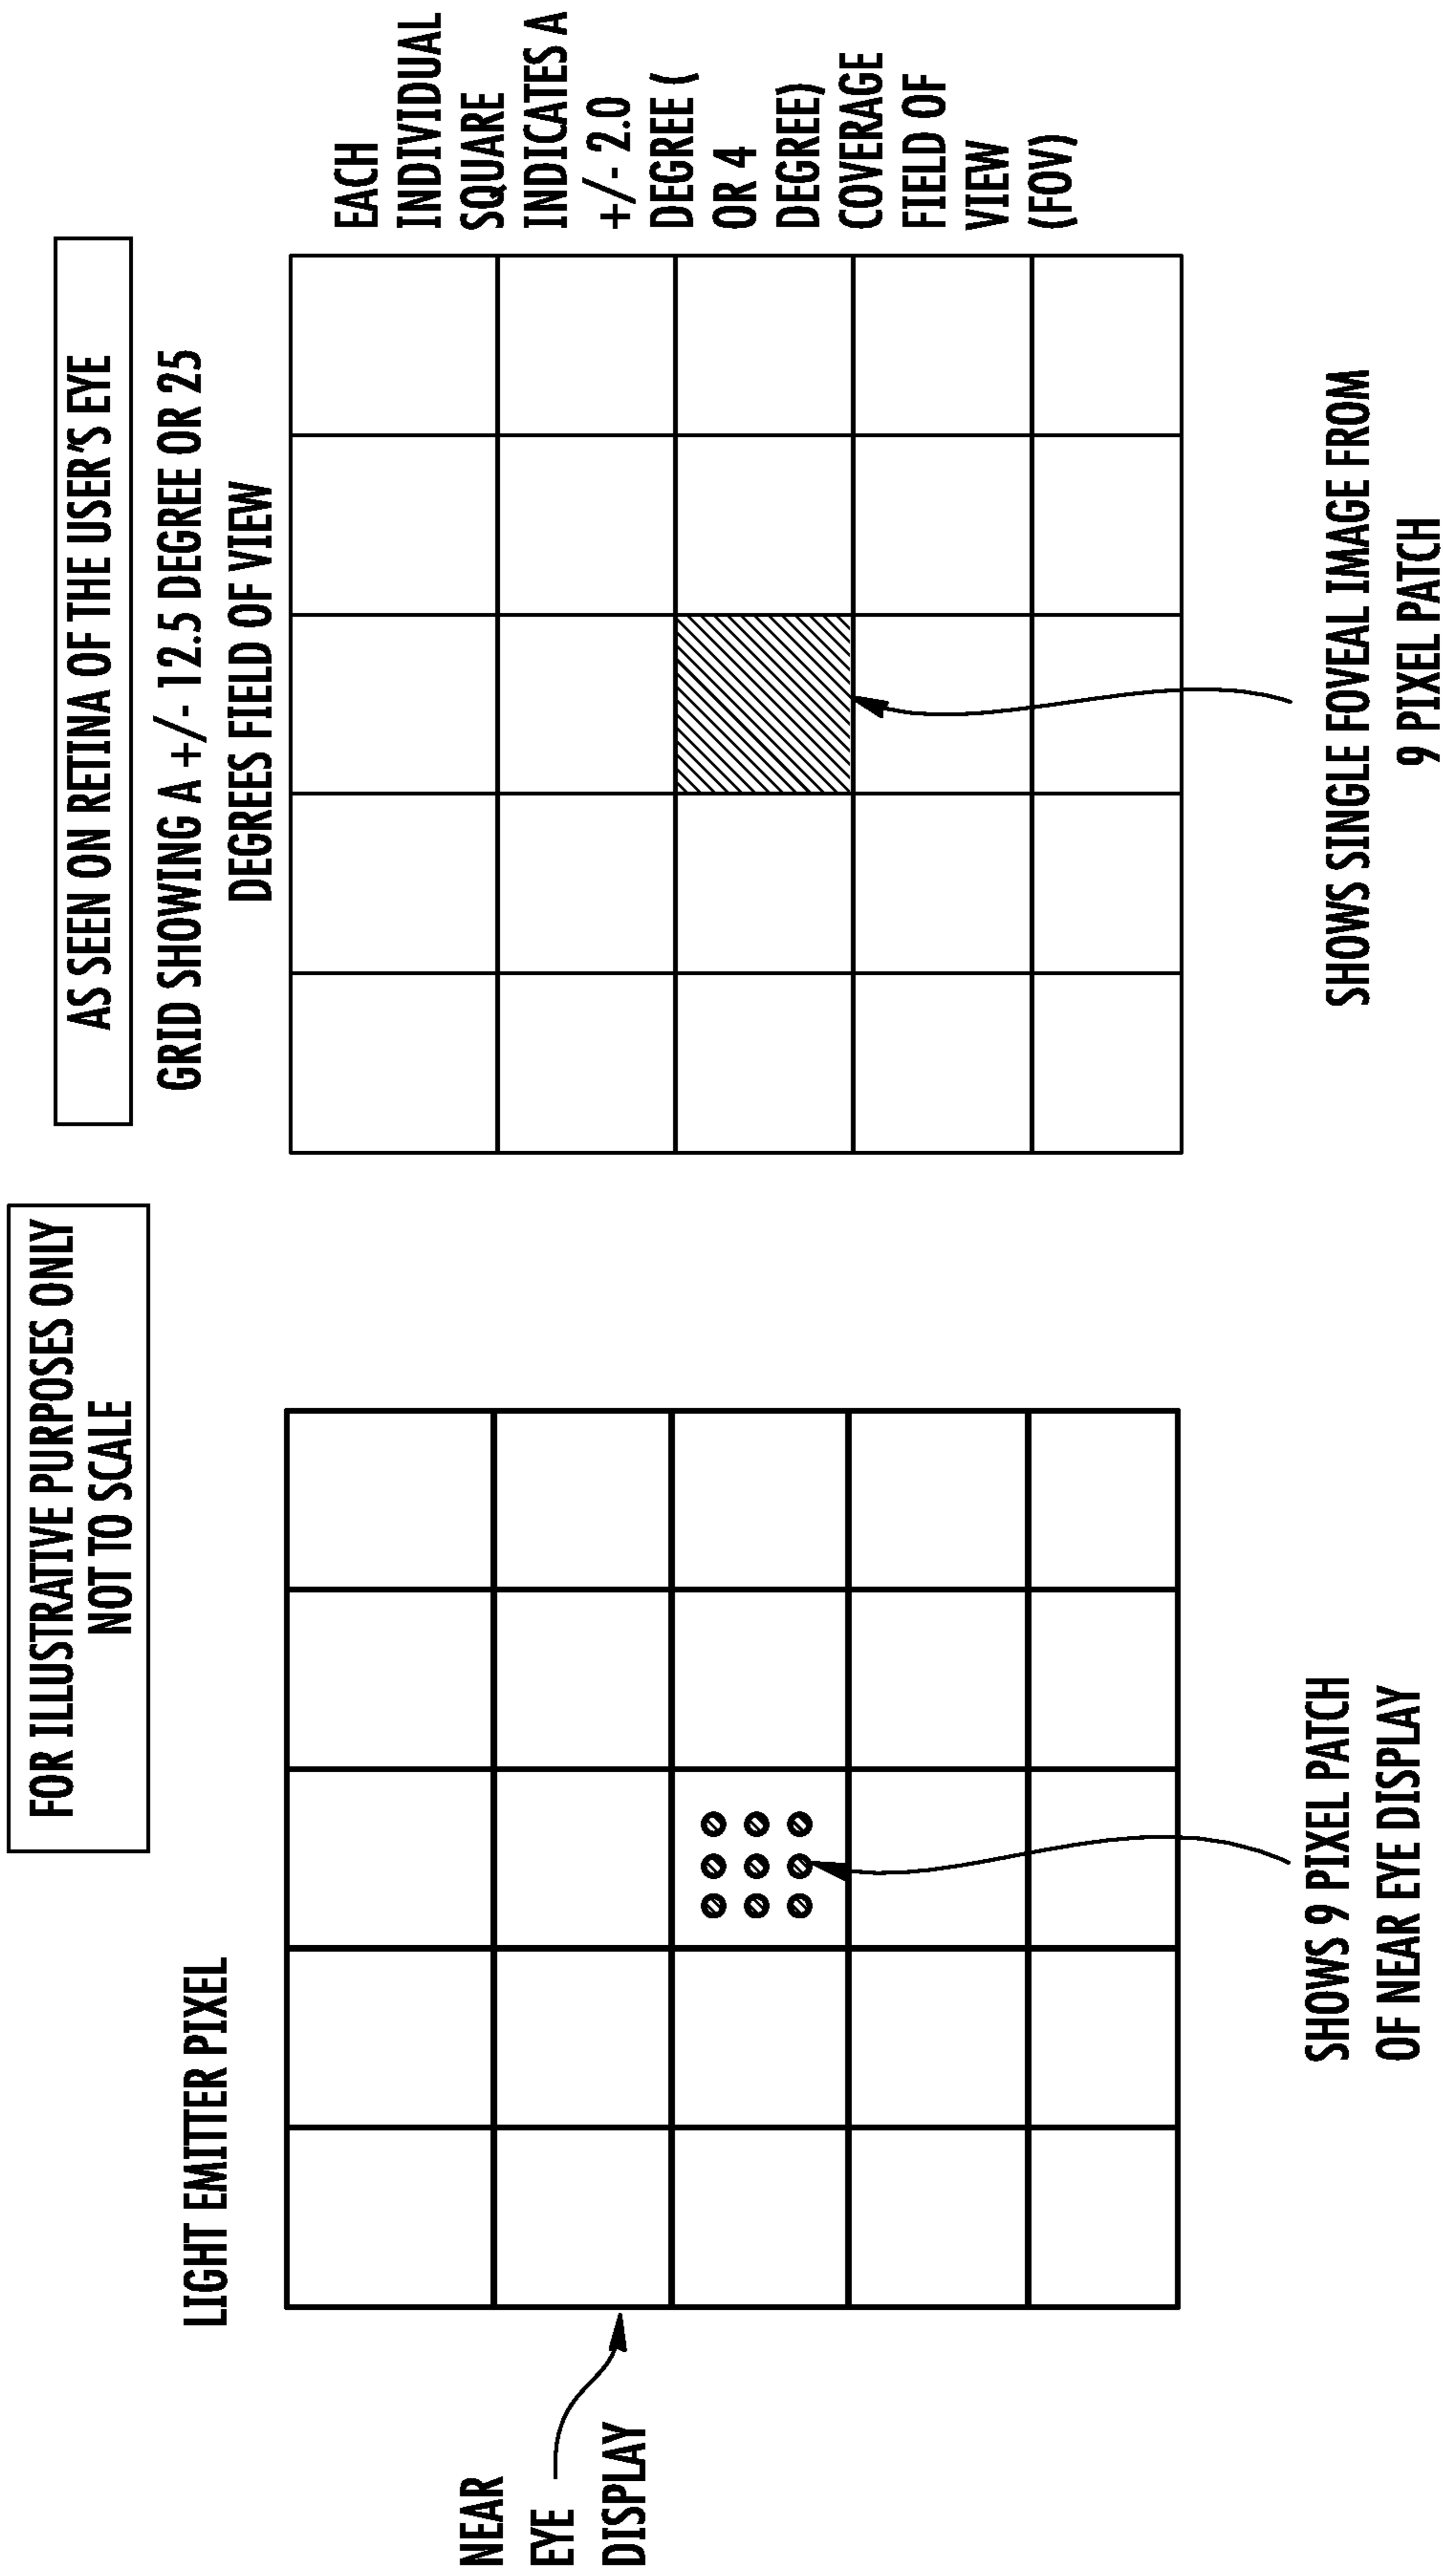 FOR ILLUSTRATIVE PURPOSES ONLY
NOT TO SCALE
AS SEEN ON RETINA OF THE USER'S EYE
GRID SHOWING A +/- 12.5 DEGREE OR 25
DEGREES FIELD OF VIEW
LIGHT EMITTER PIXEL
NEAR
EYE
DISPLAY
EACH
INDIVIDUAL
SQUARE
INDICATES A
+/- 2.0
DEGREE (
OR 4
DEGREE)
COVERAGE
FIELD OF
VIEW
(FOV)
SHOWS 9 PIXEL PATCH
OF NEAR EYE DISPLAY
SHOWS SINGLE FOVEAL IMAGE FROM
9 PIXEL PATCH